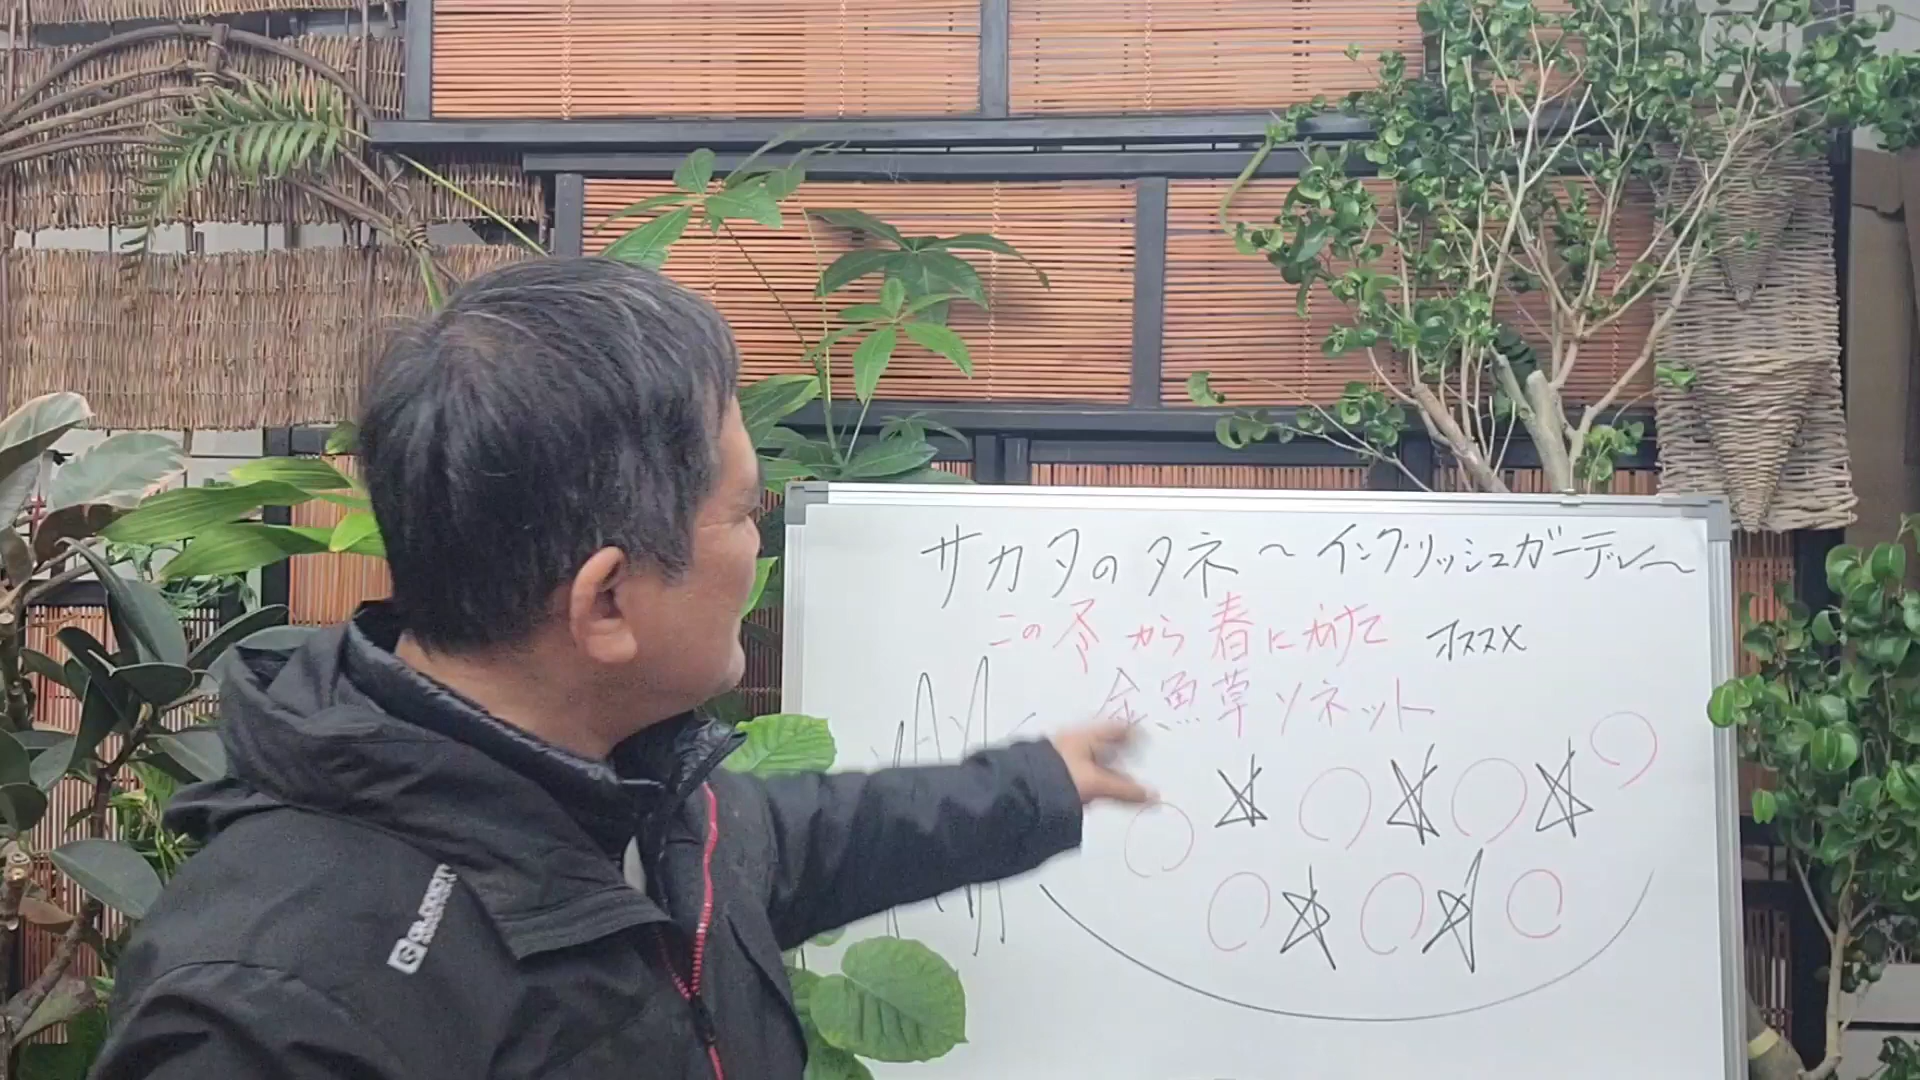 サカタのタネ 〜イングリッシュガーデン〜
この冬から春にかけて オススメ
金魚草ソネット